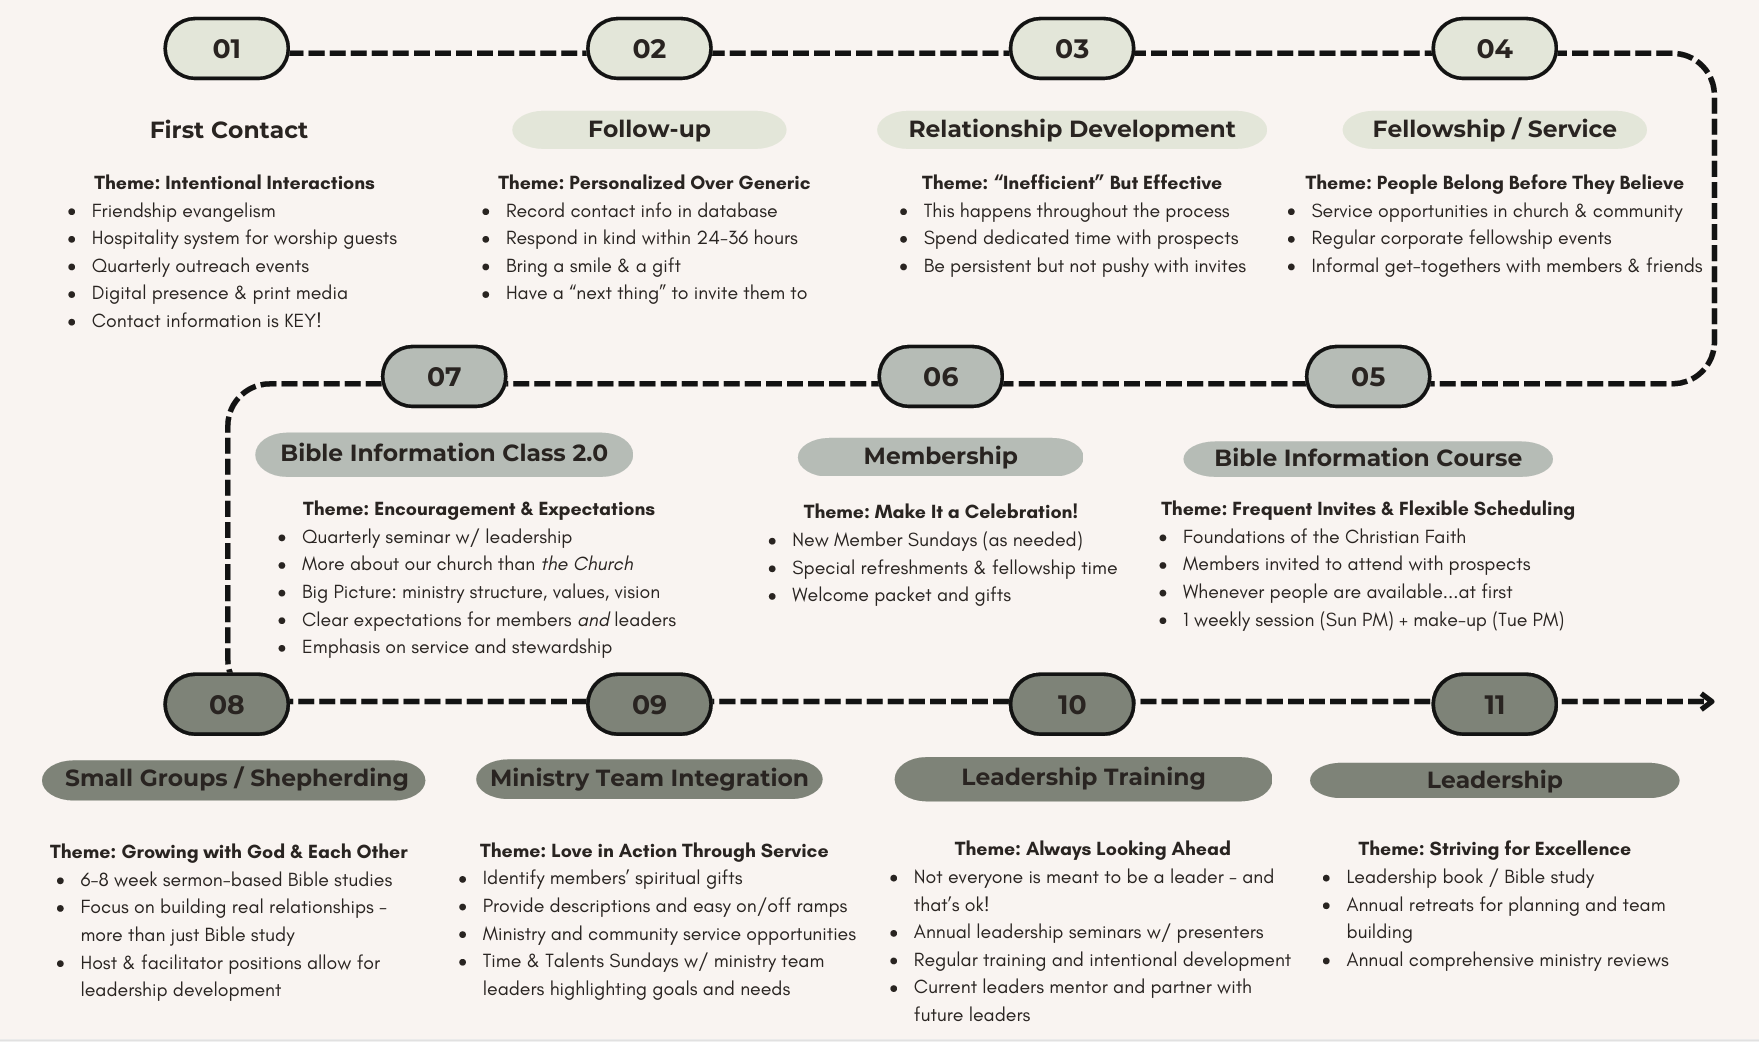 01
First Contact
Theme: Intentional Interactions
• Friendship evangelism
• Hospitality system for worship guests
• Quarterly outreach events
• Digital presence & print media
• Contact information is KEY!
02
Follow-up
Theme: Personalized Over Generic
• Record contact info in database
• Respond in kind within 24-36 hours
• Bring a smile & a gift
• Have a “next thing” to invite them to
03
Relationship Development
Theme: “Inefficient” But Effective
• This happens throughout the process
• Spend dedicated time with prospects
• Be persistent but not pushy with invites
04
Fellowship / Service
Theme: People Belong Before They Believe
• Service opportunities in church & community
• Regular corporate fellowship events
• Informal get-togethers with members & friends
05
Bible Information Course
Theme: Frequent Invites & Flexible Scheduling
• Foundations of the Christian Faith
• Members invited to attend with prospects
• Whenever people are available...at first
• 1 weekly session (Sun PM) + make-up (Tue PM)
06
Membership
Theme: Make It a Celebration!
• New Member Sundays (as needed)
• Special refreshments & fellowship time
• Welcome packet and gifts
07
Bible Information Class 2.0
Theme: Encouragement & Expectations
• Quarterly seminar w/ leadership
• More about our church than the Church
• Big Picture: ministry structure, values, vision
• Clear expectations for members and leaders
• Emphasis on service and stewardship
08
Small Groups / Shepherding
Theme: Growing with God & Each Other
• 6-8 week sermon-based Bible studies
• Focus on building real relationships -
more than just Bible study
• Host & facilitator positions allow for
leadership development
09
Ministry Team Integration
Theme: Love in Action Through Service
• Identify members’ spiritual gifts
• Provide descriptions and easy on/off ramps
• Ministry and community service opportunities
• Time & Talents Sundays w/ ministry team
leaders highlighting goals and needs
10
Leadership Training
Theme: Always Looking Ahead
• Not everyone is meant to be a leader - and
that’s ok!
• Annual leadership seminars w/ presenters
• Regular training and intentional development
• Current leaders mentor and partner with
future leaders
11
Leadership
Theme: Striving for Excellence
• Leadership book / Bible study
• Annual retreats for planning and team
building
• Annual comprehensive ministry reviews